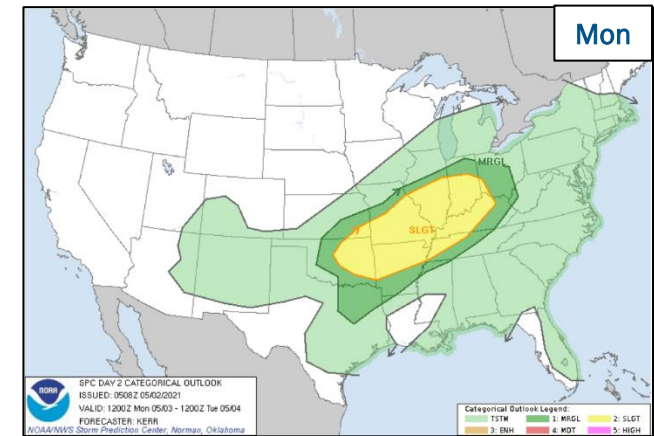 Mon
MRGL
SLGT
NOAA
SPC DAY 2 CATEGORICAL OUTLOOK
ISSUED: 0508Z 05/02/2021
VALID: 1200Z Mon 05/03 - 1200Z Tue 05/04
FORECASTER: KERR
NOAA/NWS Storm Prediction Center, Norman, Oklahoma
Categorical Outlook Legend:
TSTM 1: MRGL 2: SLGT
3: ENH 4: MDT 5: HIGH